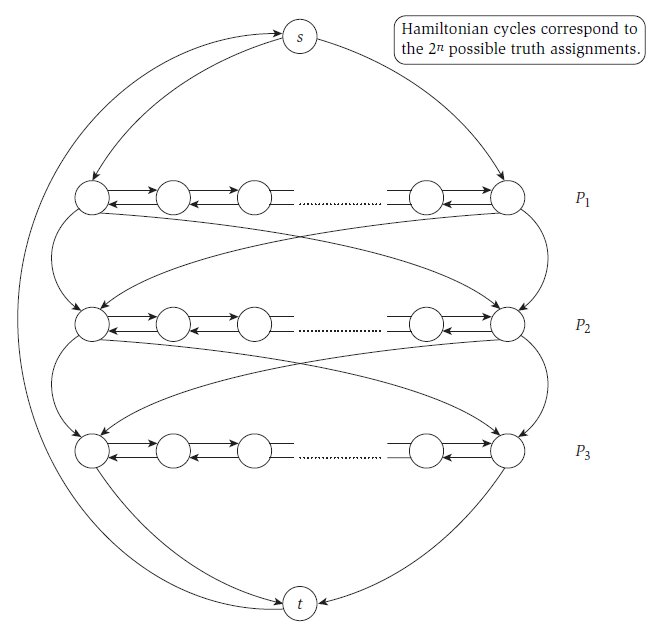 s
Hamiltonian cycles correspond to
the 2ⁿ possible truth assignments.
P₁
P₂
P₃
t